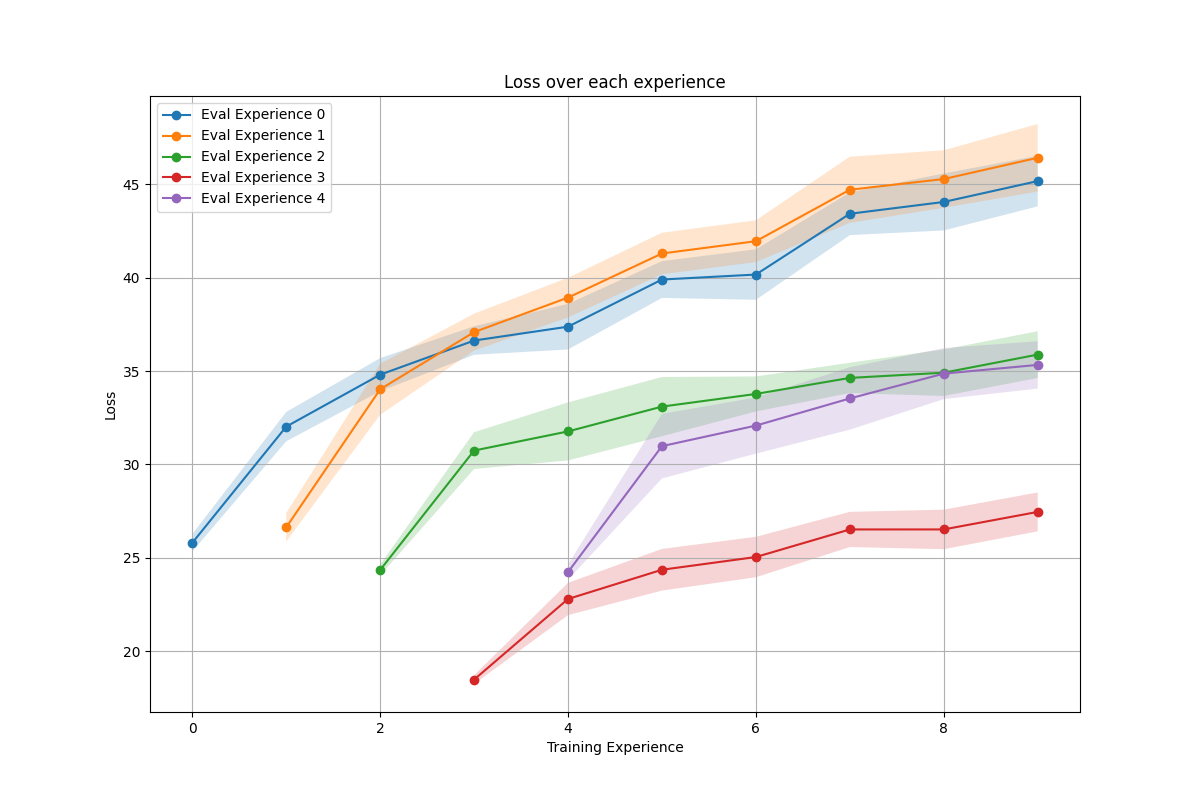 Loss over each experience
Eval Experience 0
Eval Experience 1
Eval Experience 2
Eval Experience 3
Eval Experience 4
Loss
45
40
35
30
25
20
0 2 4 6 8
Training Experience